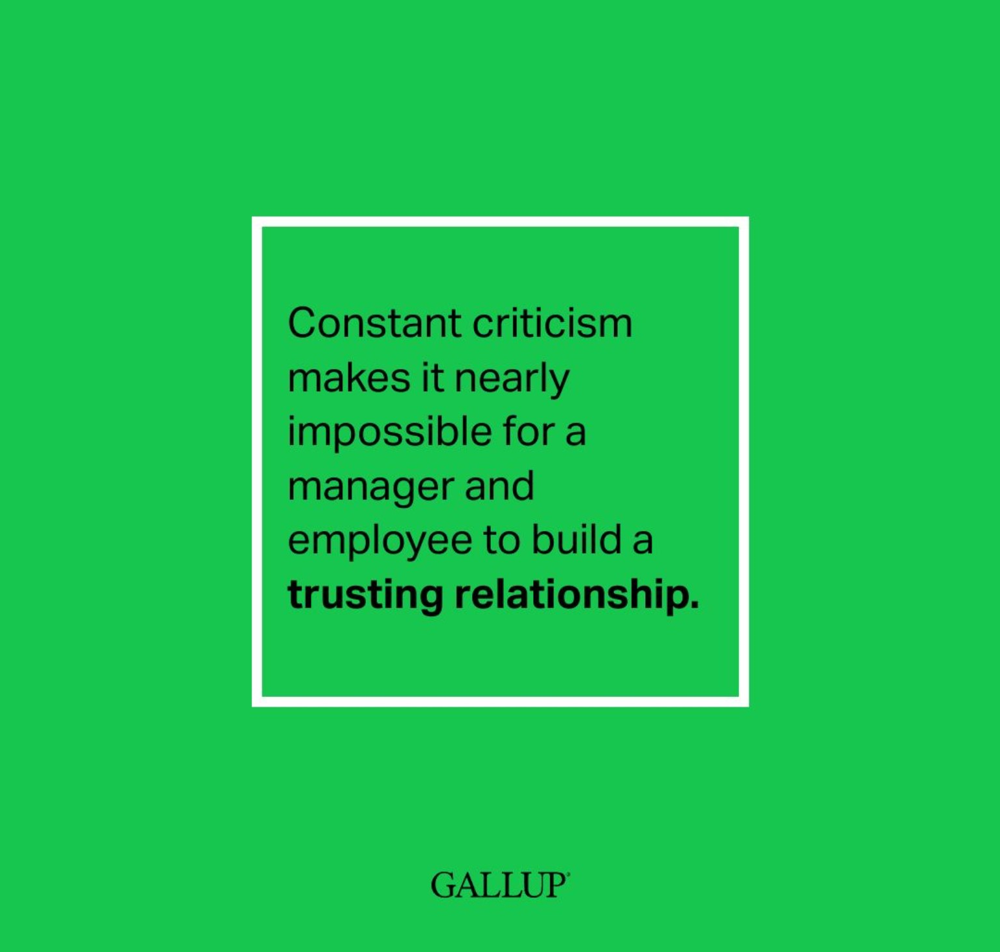 Constant criticism
makes it nearly
impossible for a
manager and
employee to build a
trusting relationship.
GALLUP®